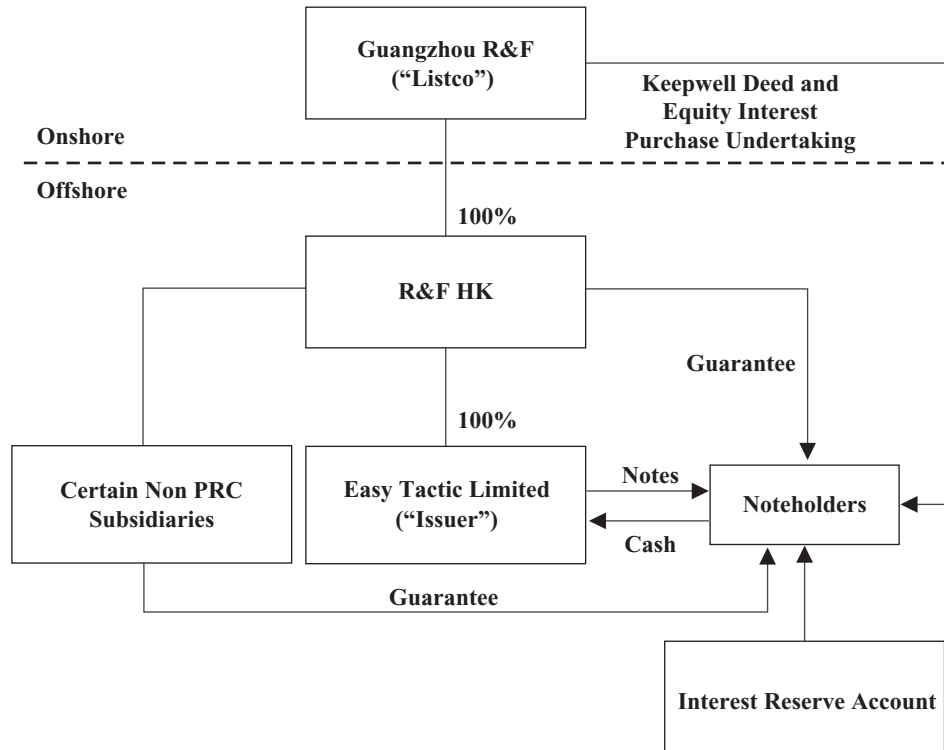 Guangzhou R&F
(“Listco”)
Keepwell Deed and
Equity Interest
Purchase Undertaking
Onshore
Offshore
100%
R&F HK
Guarantee
100%
Certain Non PRC
Subsidiaries
Easy Tactic Limited
(“Issuer”)
Notes
Cash
Noteholders
Guarantee
Interest Reserve Account